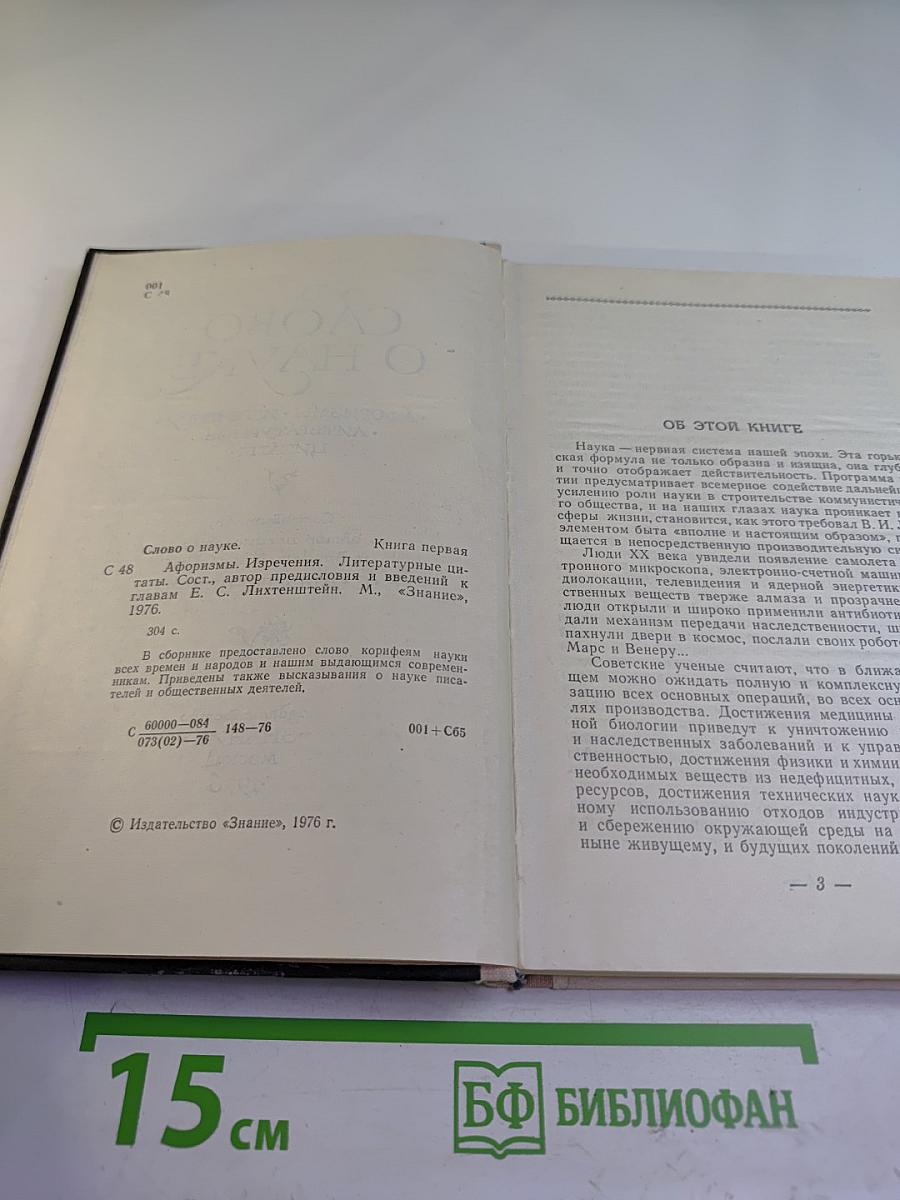 001
С 48
Слово о науке. Книга первая
С 48 Афоризмы. Изречения. Литературные ци-
таты. Сост., автор предисловия и введений к
главам Е. С. Лихтенштейн. М., «Знание»,
1976.
304 с.
В сборнике предоставлено слово корифеям науки
всех времен и народов и нашим выдающимся современ-
никам. Приведены также высказывания о науке писа-
телей и общественных деятелей.
С 60000—084 148—76 001+Сб5
073(02)—76
© Издательство «Знание», 1976 г.
ОБ ЭТОЙ КНИГЕ
Наука — нервная система нашей эпохи. Эта горьк
ская формула не только образна и изящна, она глуб
и точно отображает действительность. Программа
тии предусматривает всемерное содействие дальней
усилению роли науки в строительстве коммунистич
го общества, и на наших глазах наука проникает
сферы жизни, становится, как этого требовал В. И. Л
элементом быта «вполне и настоящим образом»,
щается в непосредственную производительную си
Люди XX века увидели появление самолета
тронного микроскопа, электронно-счетной маши
диолокации, телевидения и ядерной энергетик
ственных веществ тверже алмаза и прозрачне
люди открыли и широко применили антибиоти
дали механизм передачи наследственности, ш
пахнули двери в космос, послали своих робото
Марс и Венеру...
Советские ученые считают, что в ближа
щем можно ожидать полную и комплексну
зацию всех основных операций, во всех осн
лях производства. Достижения медицины
ной биологии приведут к уничтожению
и наследственных заболеваний и к управ
ственностью, достижения физики и химии
необходимых веществ из недефицитных,
ресурсов, достижения технических наук
ному использованию отходов индустр
и сбережению окружающей среды на
ныне живущему, и будущих поколений
— 3 —
15 см
БФ БИБЛИОФАН